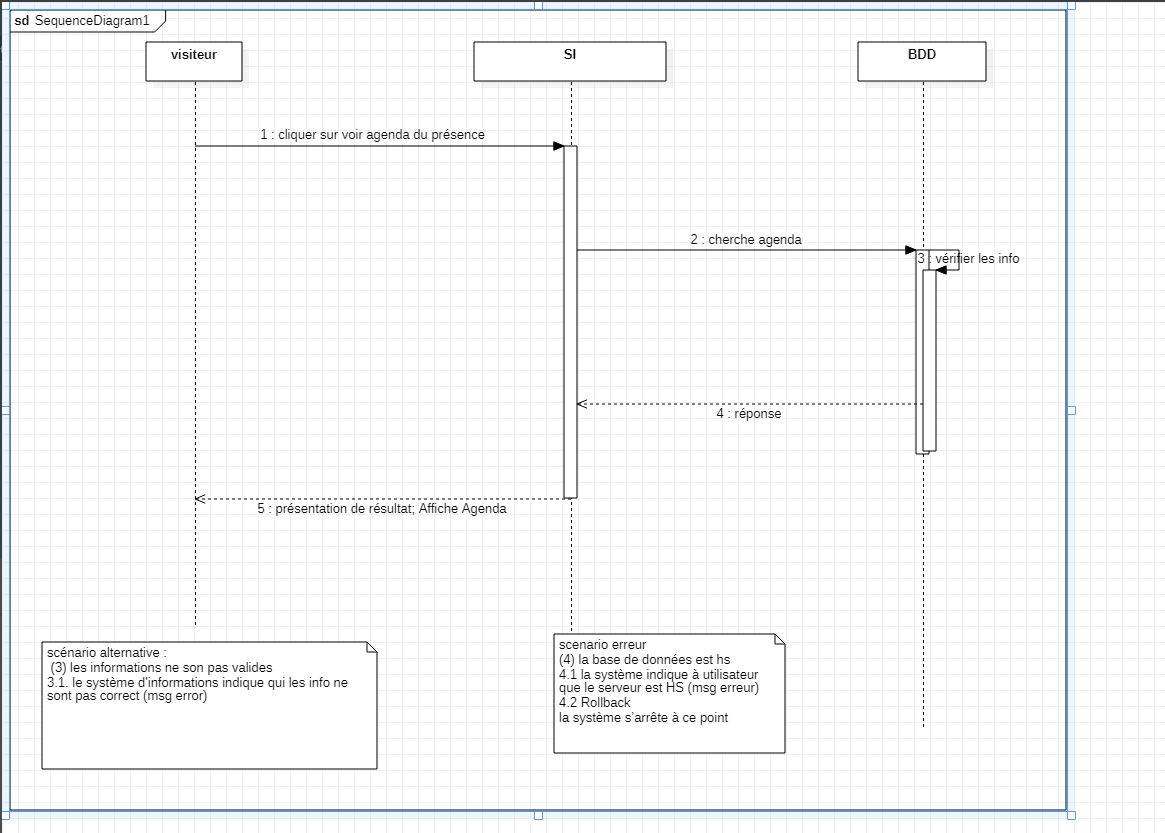 sd SequenceDiagram1
visiteur
SI
BDD
1 : cliquer sur voir agenda du présence
2 : cherche agenda
3 : vérifier les info
4 : réponse
5 : présentation de résultat; Affiche Agenda
scénario alternative :
(3) les informations ne son pas valides
3.1. le système d'informations indique qui les info ne
sont pas correct (msg error)
scenario erreur
(4) la base de données est hs
4.1 la système indique à utilisateur
que le serveur est HS (msg erreur)
4.2 Rollback
la système s'arrête à ce point